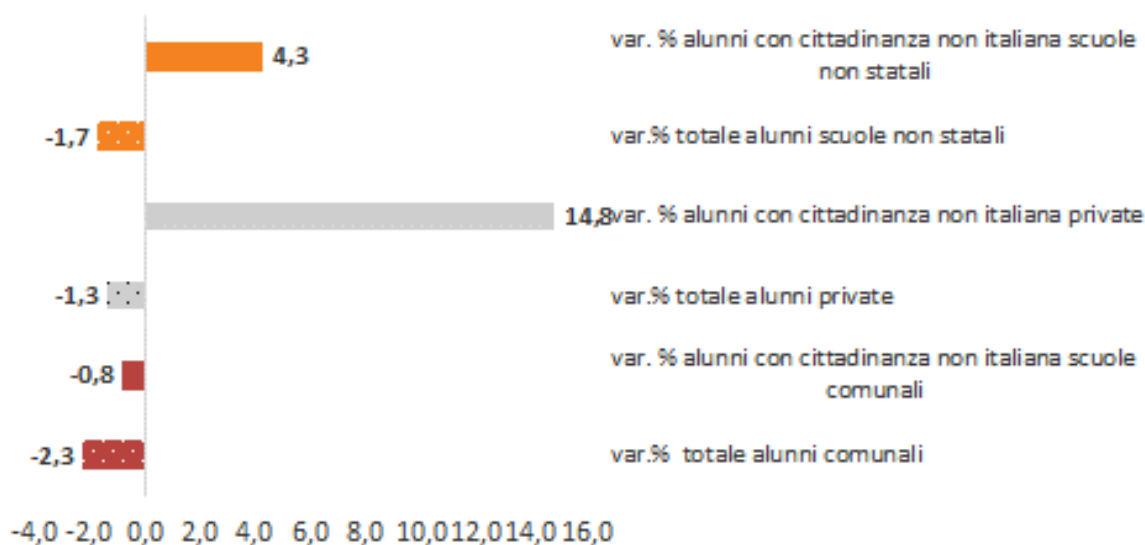 4,3
var. % alunni con cittadinanza non italiana scuole
non statali
-1,7
var.% totale alunni scuole non statali
14,8
var. % alunni con cittadinanza non italiana private
-1,3
var.% totale alunni private
-0,8
var. % alunni con cittadinanza non italiana scuole
comunali
-2,3
var.% totale alunni comunali
-4,0 -2,0 0,0 2,0 4,0 6,0 8,0 10,0 12,0 14,0 16,0